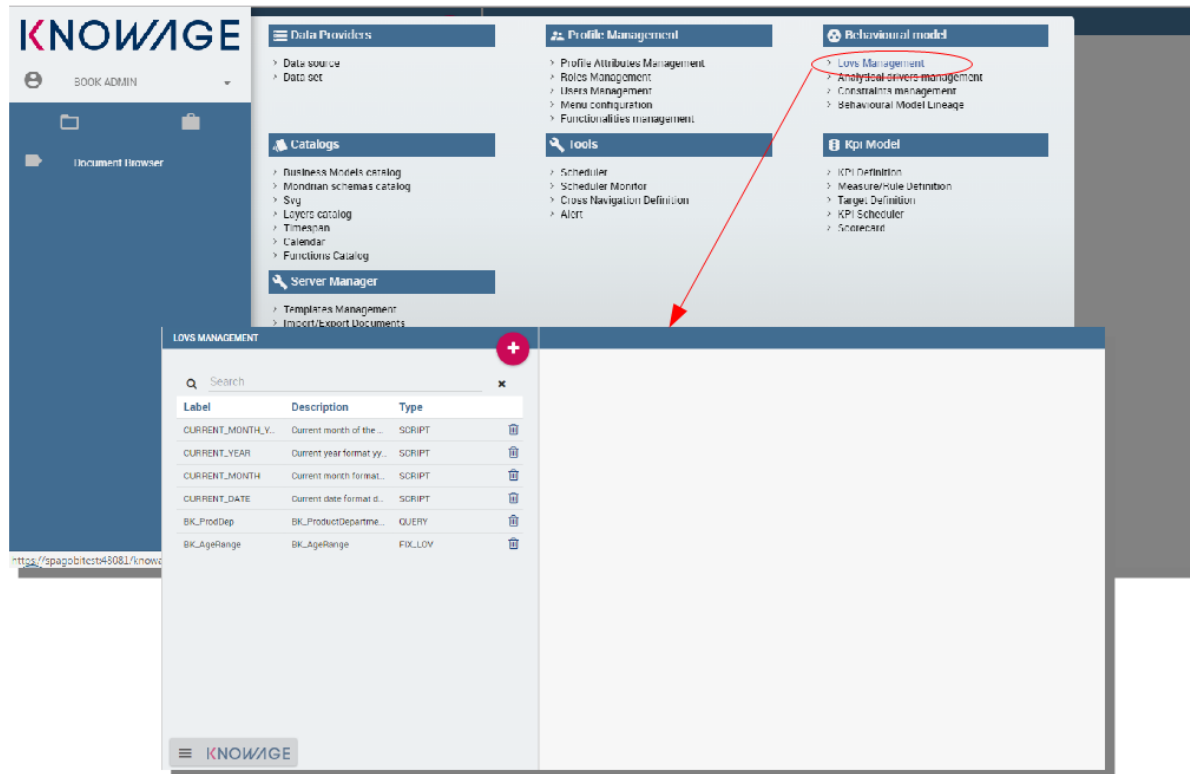 KNOWAGE
BOOK ADMIN
Document Browser
Data Providers
Data source
Data set
Profile Management
Profile Attributes Management
Roles Management
Users Management
Menu configuration
Functionalities management
Behavioural model
Lovs Management
Analytical drivers management
Constraints management
Behavioural Model Lineage
Catalogs
Business Models catalog
Mondrian schemas catalog
Svg
Layers catalog
Timespan
Calendar
Functions Catalog
Tools
Scheduler
Scheduler Monitor
Cross Navigation Definition
Alert
Kpi Model
KPI Definition
Measure/Rule Definition
Target Definition
KPI Scheduler
Scorecard
Server Manager
Templates Management
Import/Export Documents
https://spagobitest:48081/knowa
LOVS MANAGEMENT
+
Search
Label Description Type
CURRENT_MONTH_Y... Current month of the ... SCRIPT
CURRENT_YEAR Current year format yy... SCRIPT
CURRENT_MONTH Current month format... SCRIPT
CURRENT_DATE Current date format d... SCRIPT
BK_ProdDep BK_ProductDepartme... QUERY
BK_AgeRange BK_AgeRange FIX_LOV
KNOWAGE